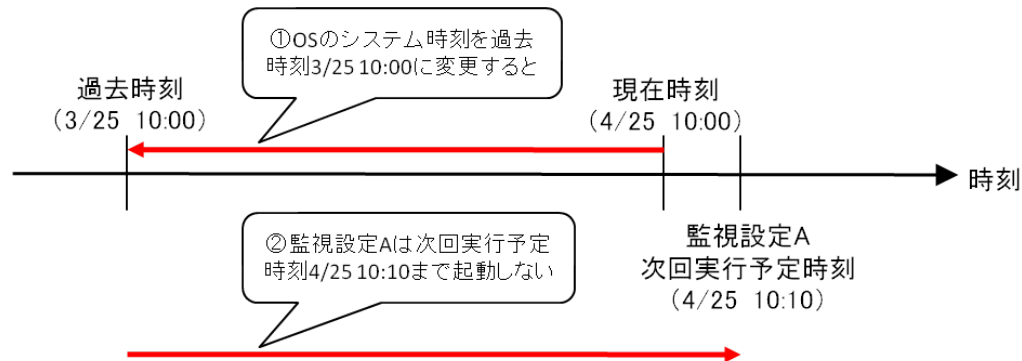 ①OSのシステム時刻を過去
時刻3/25 10:00に変更すると
過去時刻
(3/25 10:00)
現在時刻
(4/25 10:00)
時刻
②監視設定Aは次回実行予定
時刻4/25 10:10まで起動しない
監視設定A
次回実行予定時刻
(4/25 10:10)